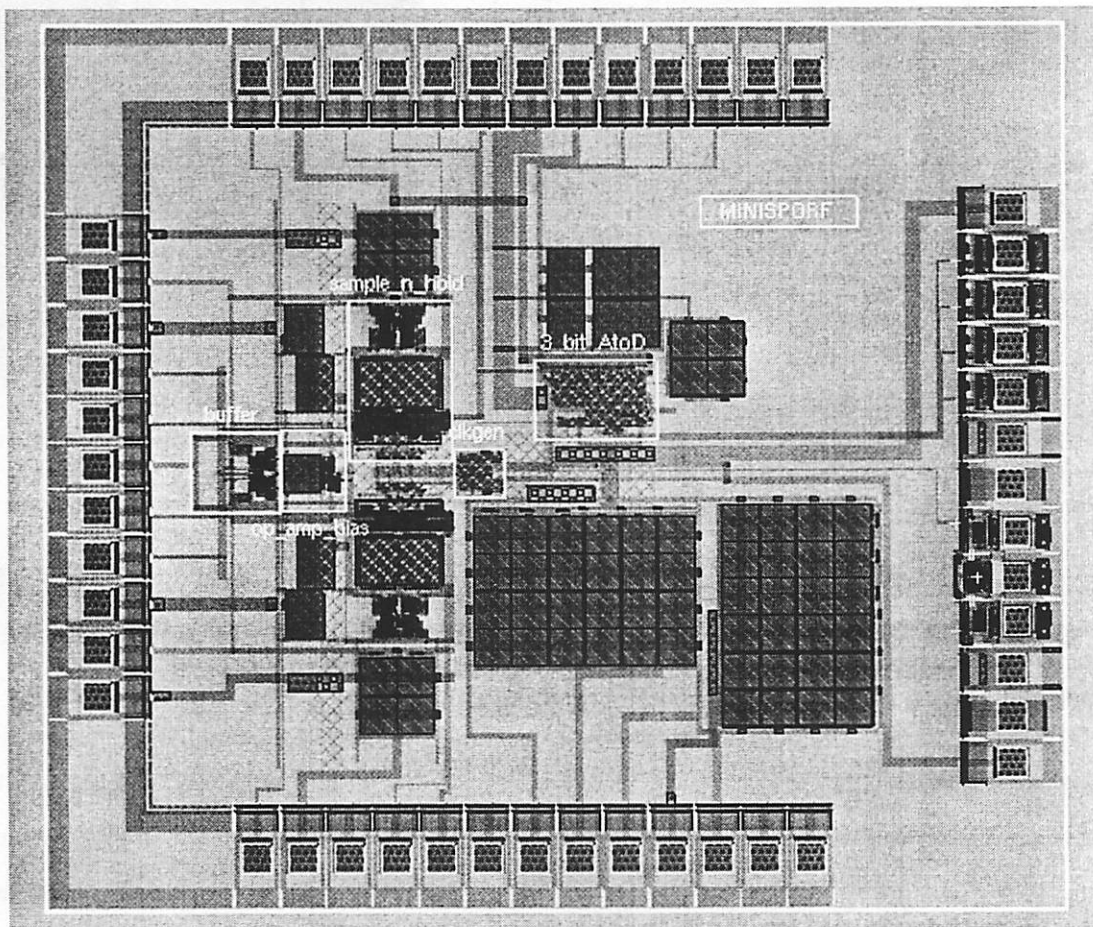 MINISPORF
sample_n_hold
3_bit_AtoD
buffer
clkgen
op_amp_bias